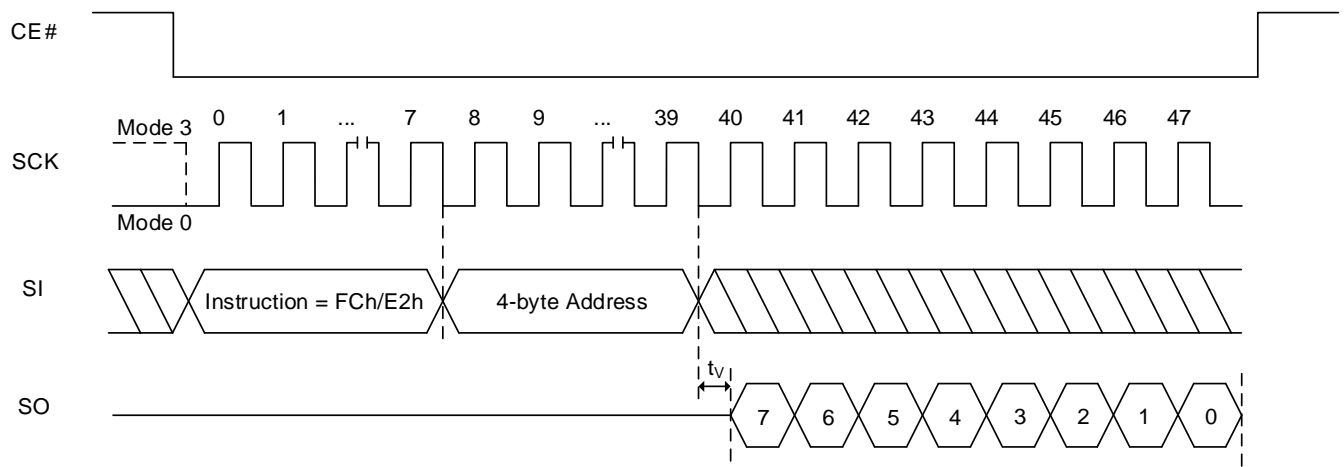 CE#
Mode 3
0 1 ... 7 8 9 ... 39 40 41 42 43 44 45 46 47
SCK
Mode 0
SI
Instruction = FCh/E2h
4-byte Address
tV
SO
7 6 5 4 3 2 1 0